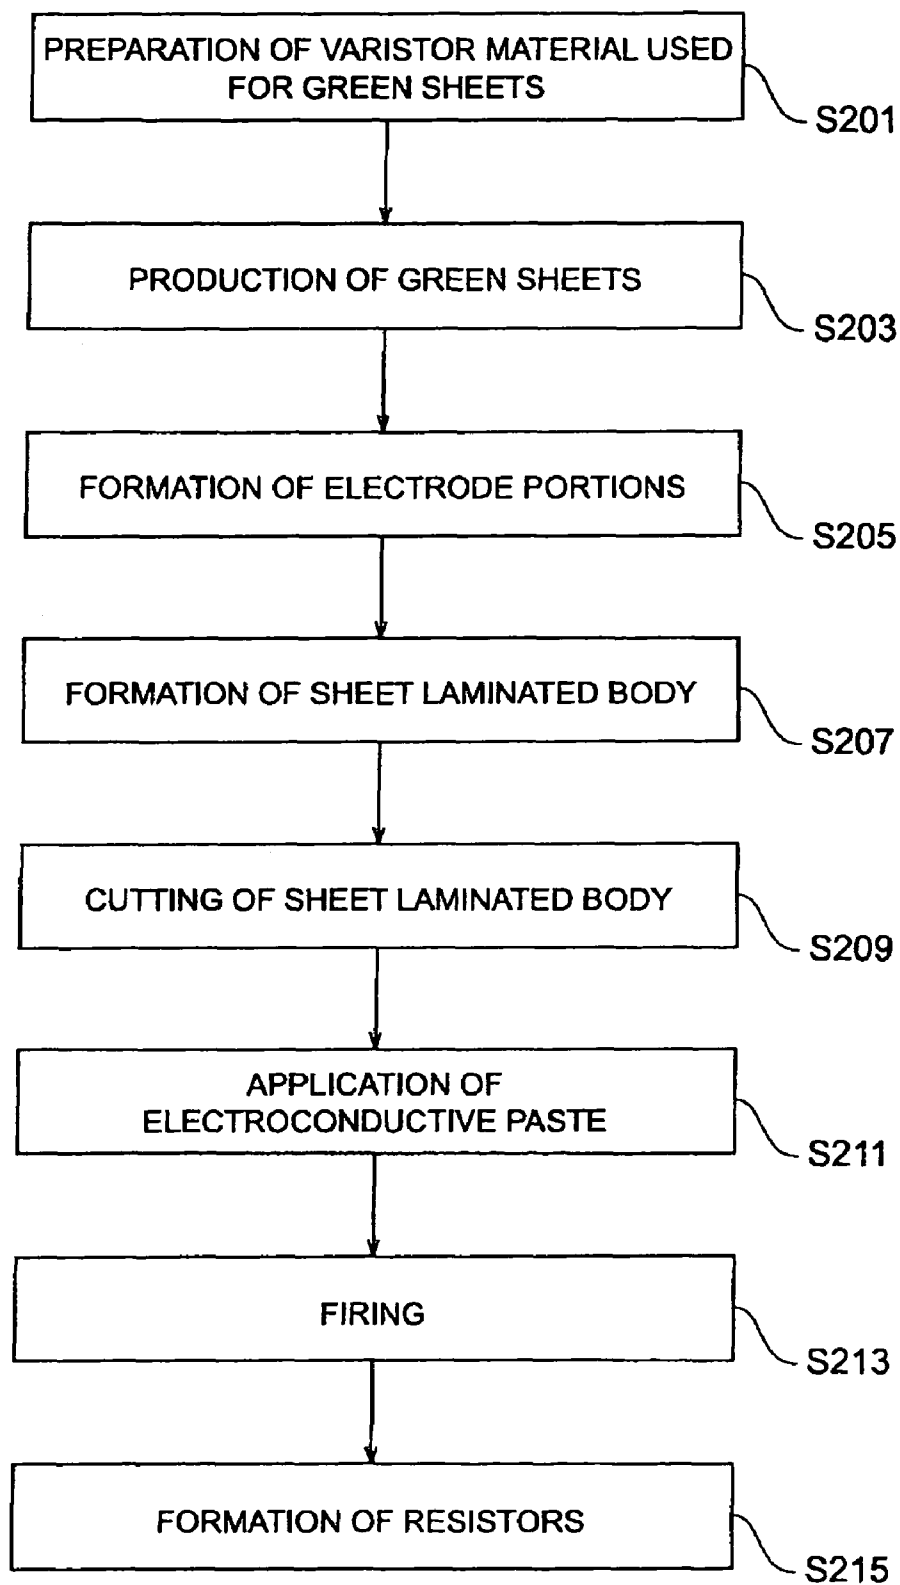 PREPARATION OF VARISTOR MATERIAL USED
FOR GREEN SHEETS
S201
PRODUCTION OF GREEN SHEETS
S203
FORMATION OF ELECTRODE PORTIONS
S205
FORMATION OF SHEET LAMINATED BODY
S207
CUTTING OF SHEET LAMINATED BODY
S209
APPLICATION OF
ELECTROCONDUCTIVE PASTE
S211
FIRING
S213
FORMATION OF RESISTORS
S215